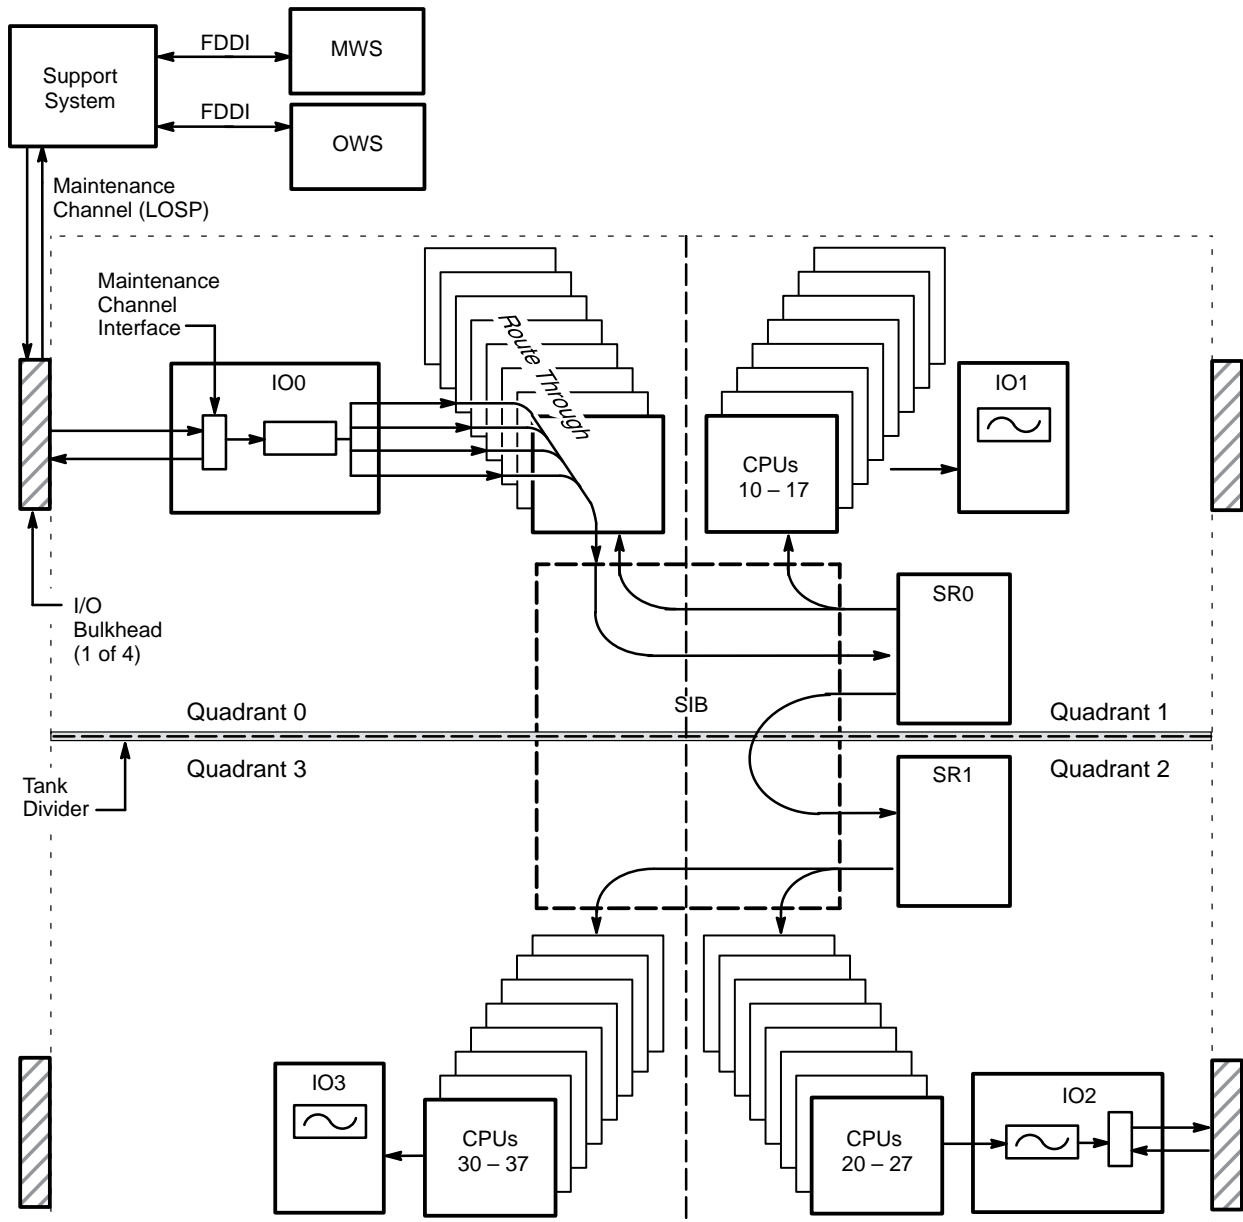 FDDI
MWS
Support
System
FDDI
OWS
Maintenance
Channel (LOSP)
Maintenance
Channel
Interface
Route Through
IO0
IO1
CPUs
10 – 17
I/O
Bulkhead
(1 of 4)
SR0
SIB
Quadrant 0
Quadrant 1
Quadrant 3
Quadrant 2
Tank
Divider
SR1
IO3
CPUs
30 – 37
CPUs
20 – 27
IO2